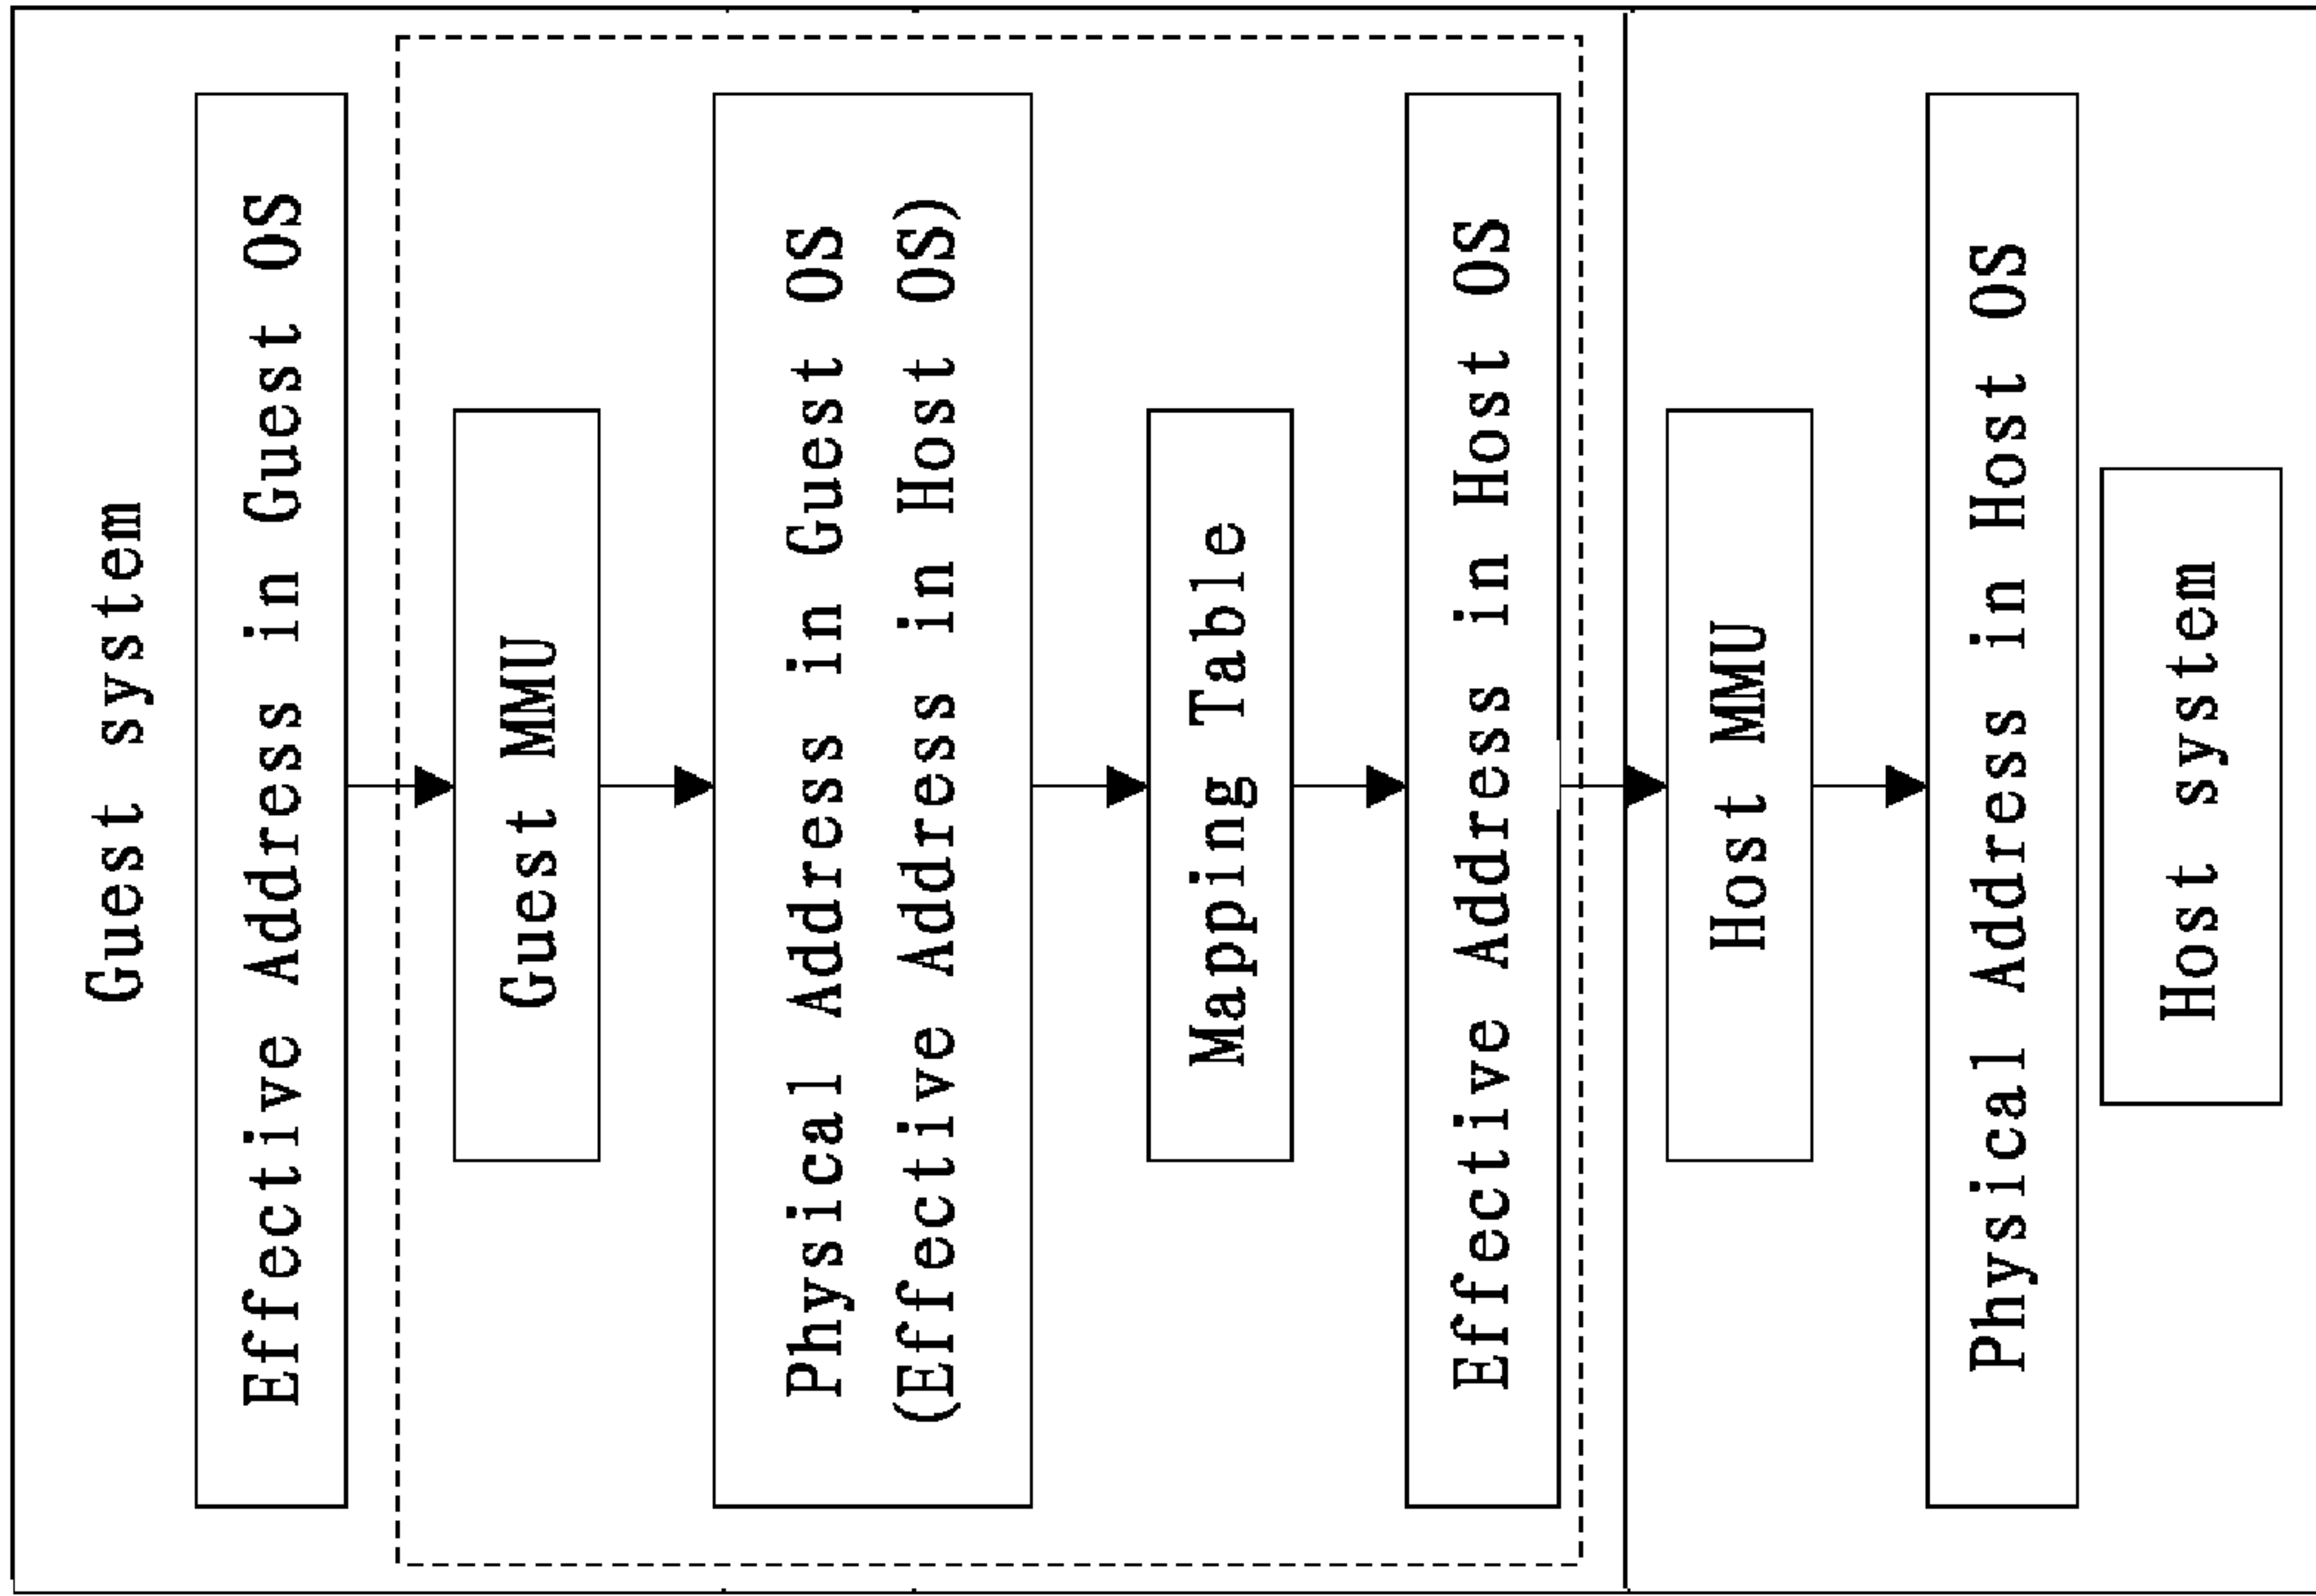 Guest system
Effective Address in Guest OS
Guest MMU
Physical Address in Guest OS
(Effective Address in Host OS)
Mapping Table
Effective Address in Host OS
Host MMU
Physical Address in Host OS
Host system